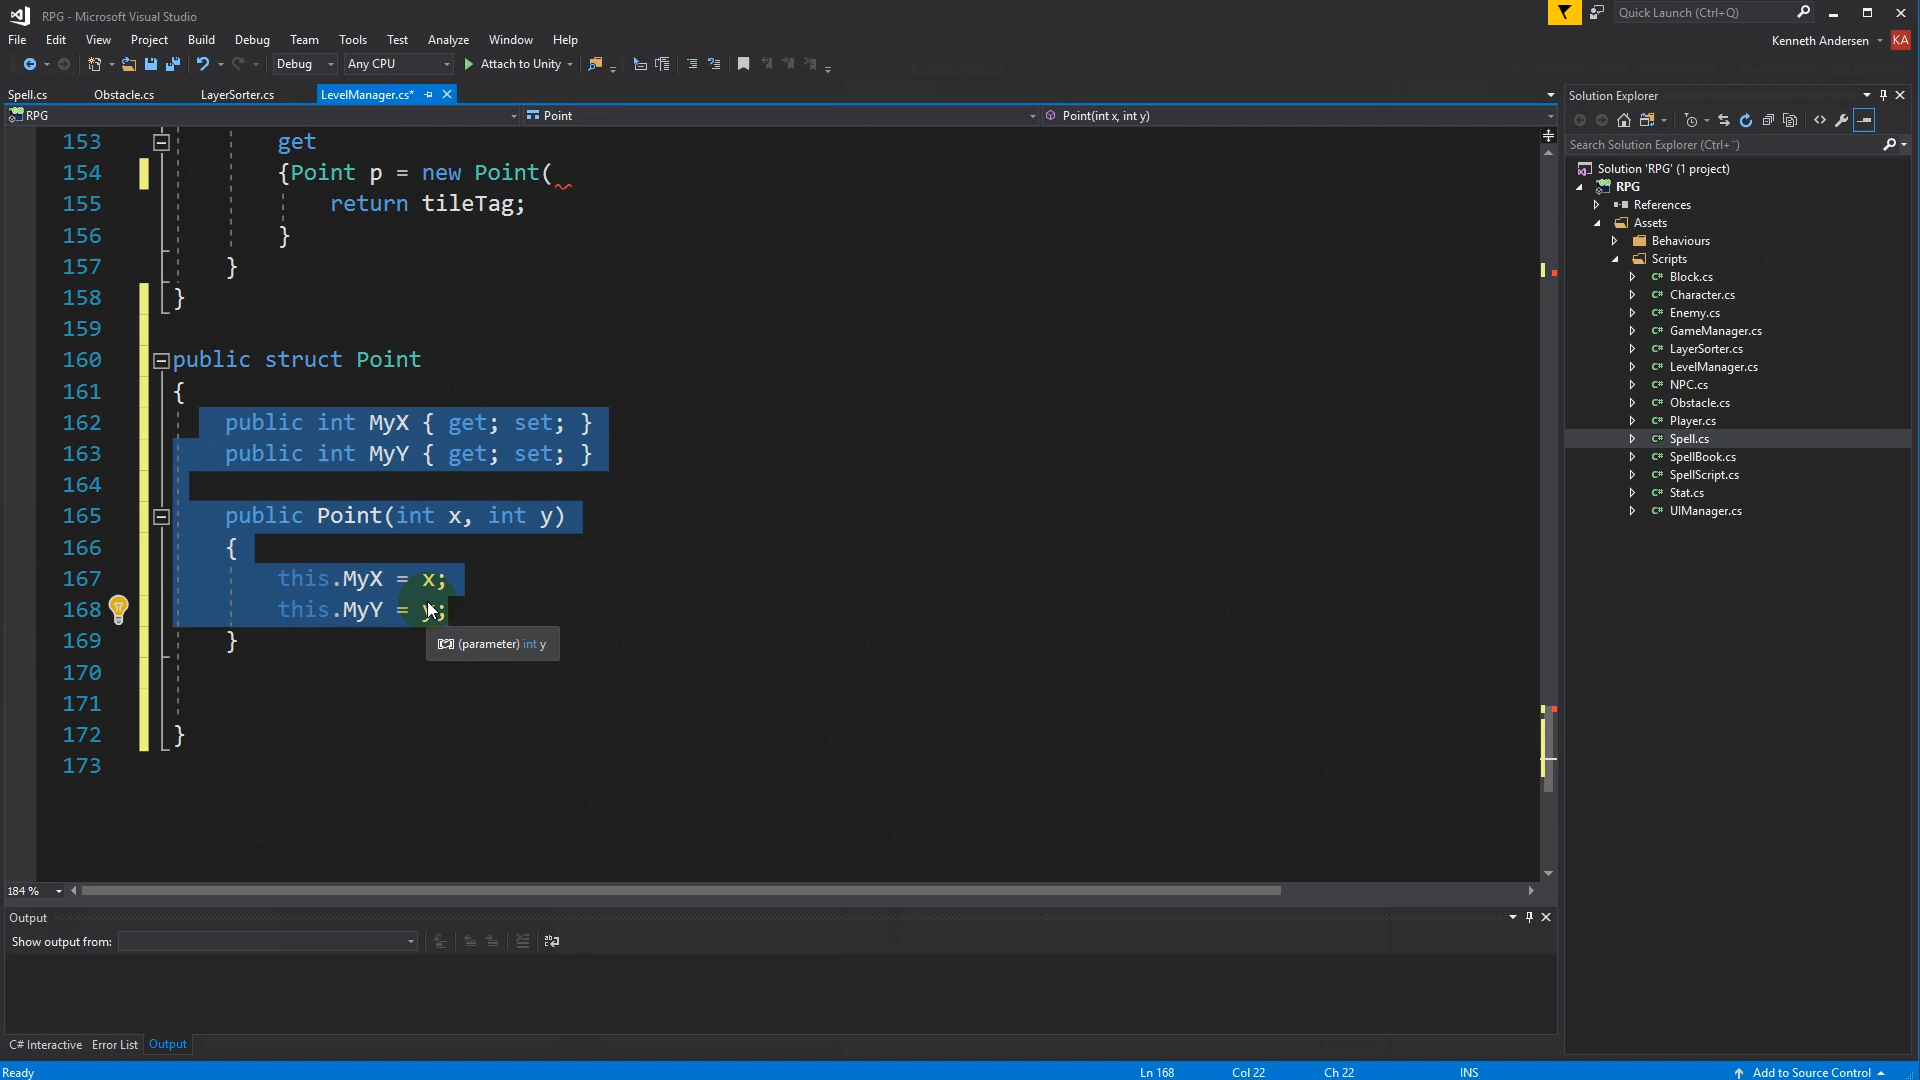 RPG - Microsoft Visual Studio
Quick Launch (Ctrl+Q)
File Edit View Project Build Debug Team Tools Test Analyze Window Help
Kenneth Andersen KA
Debug Any CPU Attach to Unity
Spell.cs Obstacle.cs LayerSorter.cs LevelManager.cs*
RPG Point Point(int x, int y)
153 get
154 {Point p = new Point(
155 return tileTag;
156 }
157 }
158 }
159
160 public struct Point
161 {
162 public int MyX { get; set; }
163 public int MyY { get; set; }
164
165 public Point(int x, int y)
166 {
167 this.MyX = x;
168 this.MyY = y;
(parameter) int y
169 }
170
171
172 }
173
184 %
Output
Show output from:
C# Interactive Error List Output
Ready Ln 168 Col 22 Ch 22 INS Add to Source Control
Solution Explorer
Search Solution Explorer (Ctrl+¨)
Solution 'RPG' (1 project)
RPG
References
Assets
Behaviours
Scripts
C# Block.cs
C# Character.cs
C# Enemy.cs
C# GameManager.cs
C# LayerSorter.cs
C# LevelManager.cs
C# NPC.cs
C# Obstacle.cs
C# Player.cs
C# Spell.cs
C# SpellBook.cs
C# SpellScript.cs
C# Stat.cs
C# UIManager.cs